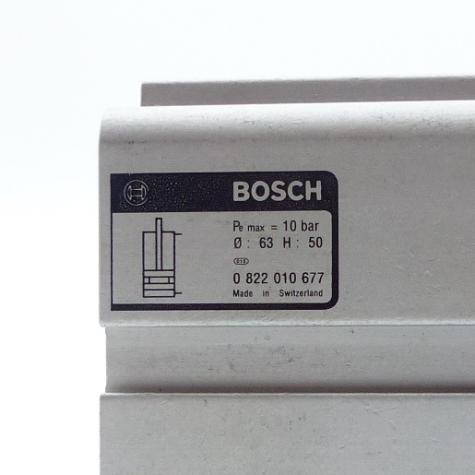 BOSCH
Pe max = 10 bar
Ø : 63 H : 50
0 822 010 677
Made in Switzerland